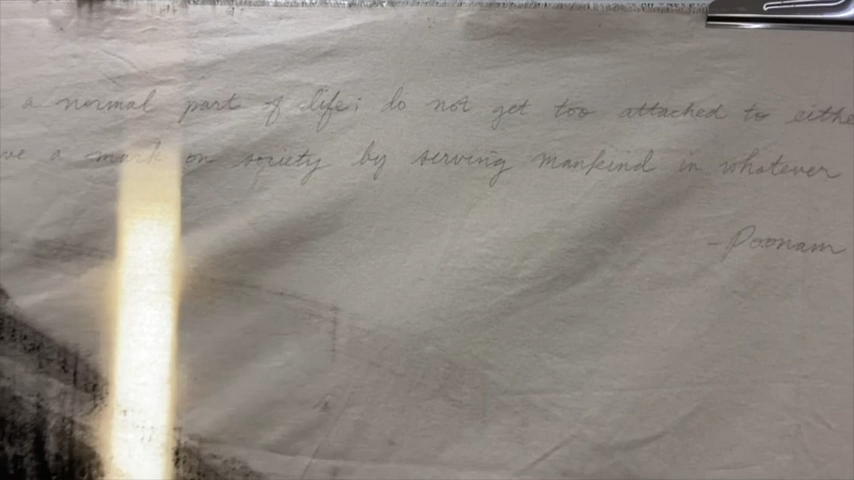 a normal part of life; do not get too attached to eithe
ve a mark on society by serving mankind in whatever
-Poonam